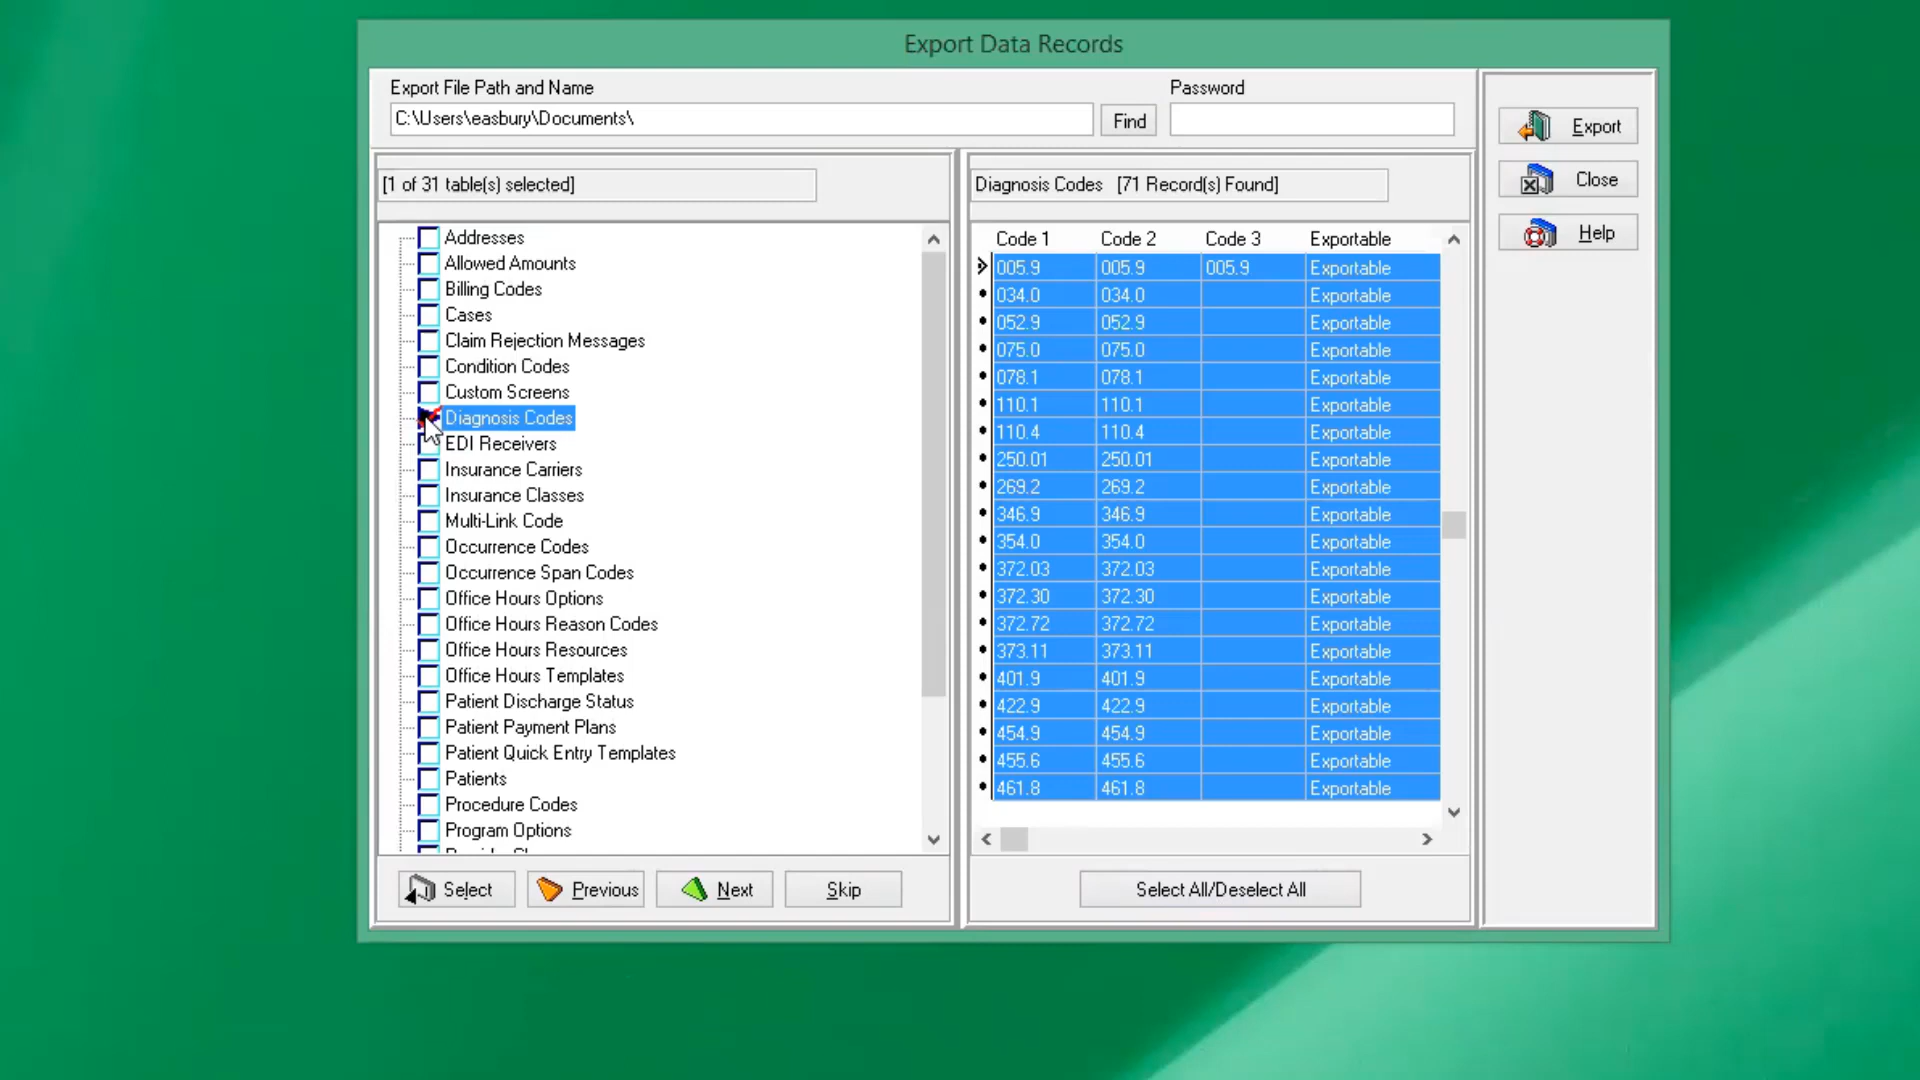 Export Data Records
Export File Path and Name
Password
C:\Users\easbury\Documents\
Find
Export
Close
Help
[1 of 31 table(s) selected]
Addresses
Allowed Amounts
Billing Codes
Cases
Claim Rejection Messages
Condition Codes
Custom Screens
Diagnosis Codes
EDI Receivers
Insurance Carriers
Insurance Classes
Multi-Link Code
Occurrence Codes
Occurrence Span Codes
Office Hours Options
Office Hours Reason Codes
Office Hours Resources
Office Hours Templates
Patient Discharge Status
Patient Payment Plans
Patient Quick Entry Templates
Patients
Procedure Codes
Program Options
Select
Previous
Next
Skip
Diagnosis Codes [71 Record(s) Found]
Code 1 Code 2 Code 3 Exportable
005.9 005.9 005.9 Exportable
034.0 034.0 Exportable
052.9 052.9 Exportable
075.0 075.0 Exportable
078.1 078.1 Exportable
110.1 110.1 Exportable
110.4 110.4 Exportable
250.01 250.01 Exportable
269.2 269.2 Exportable
346.9 346.9 Exportable
354.0 354.0 Exportable
372.03 372.03 Exportable
372.30 372.30 Exportable
372.72 372.72 Exportable
373.11 373.11 Exportable
401.9 401.9 Exportable
422.9 422.9 Exportable
454.9 454.9 Exportable
455.6 455.6 Exportable
461.8 461.8 Exportable
Select All/Deselect All